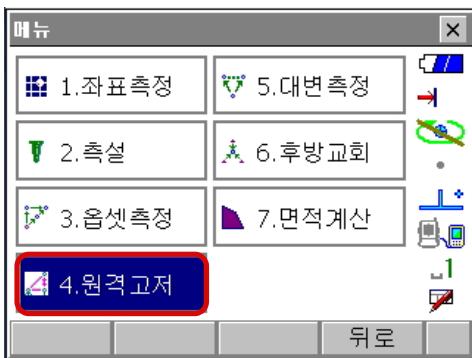 메뉴
1.좌표측정
2.측설
3.옵셋측정
4.원격고저
5.대변측정
6.후방교회
7.면적계산
1
뒤로